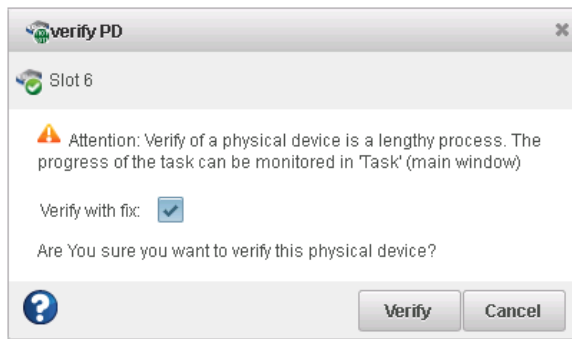 verify PD
Slot 6
Attention: Verify of a physical device is a lengthy process. The
progress of the task can be monitored in 'Task' (main window)
Verify with fix:
Are You sure you want to verify this physical device?
Verify Cancel